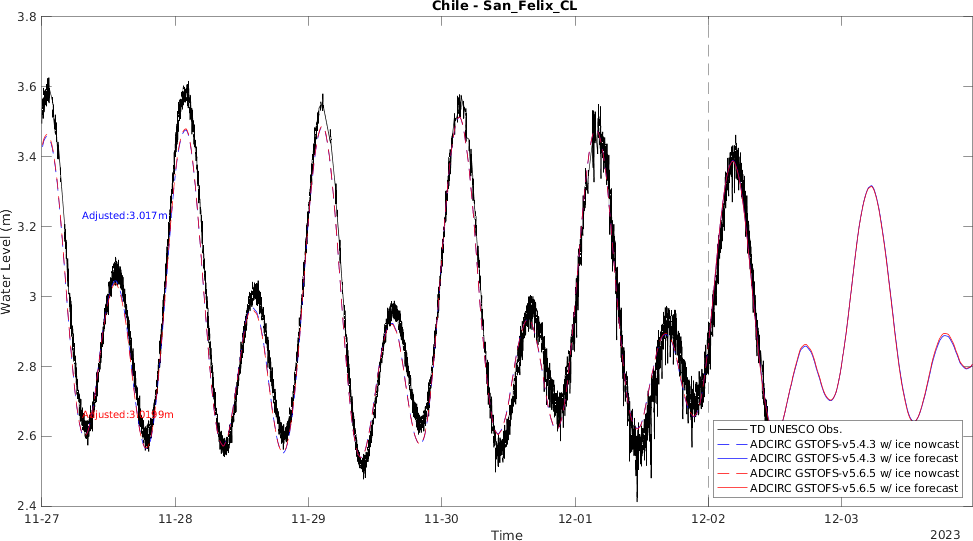 Chile - San_Felix_CL
3.8
3.6
3.4
3.2
3
2.8
2.6
2.4
Water Level (m)
Adjusted:3.017m
Adjusted:3.0199m
TD UNESCO Obs.
ADCIRC GSTOFS-v5.4.3 w/ ice nowcast
ADCIRC GSTOFS-v5.4.3 w/ ice forecast
ADCIRC GSTOFS-v5.6.5 w/ ice nowcast
ADCIRC GSTOFS-v5.6.5 w/ ice forecast
11-27 11-28 11-29 11-30 12-01 12-02 12-03
Time
2023